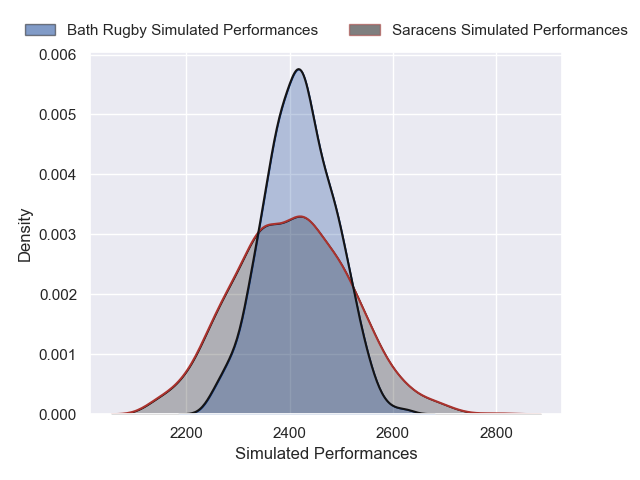 Bath Rugby Simulated Performances Saracens Simulated Performances
0.006
0.005
0.004
0.003
0.002
0.001
0.000
Density
2200 2400 2600 2800
Simulated Performances